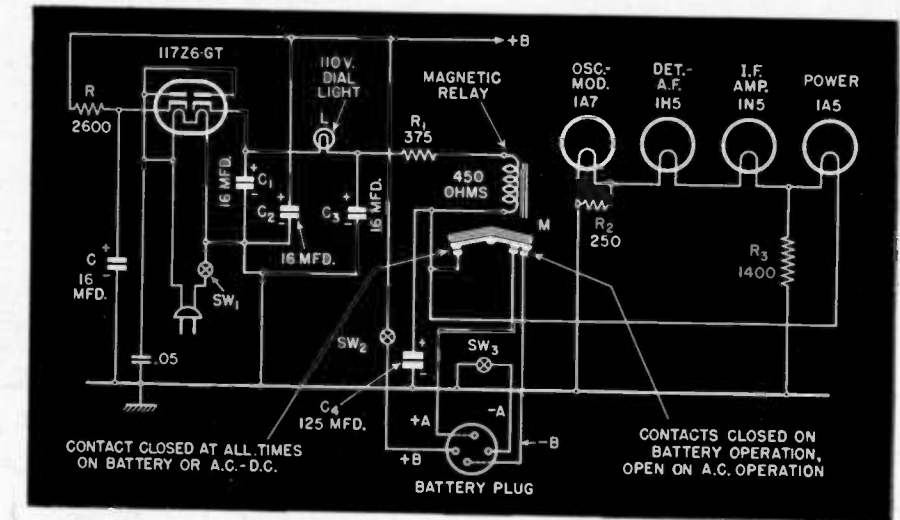 117Z6-GT
R
2600
C
+
-
16
MFD.
.05
SW₁
16 MFD.
+
-
C₁
+
-
C₂
16 MFD.
110 V.
DIAL
LIGHT
L
+
-
C₃
16 MFD.
+B
R₁
375
MAGNETIC
RELAY
450
OHMS
M
SW₂
+
-
C₄
125 MFD.
SW₃
+A
-A
+B
-B
BATTERY PLUG
OSC.-
MOD.
1A7
DET.-
A.F.
1H5
I.F.
AMP.
1N5
POWER
1A5
R₂
250
R₃
1400
CONTACT CLOSED AT ALL TIMES
ON BATTERY OR A.C.-D.C.
CONTACTS CLOSED ON
BATTERY OPERATION,
OPEN ON A.C. OPERATION